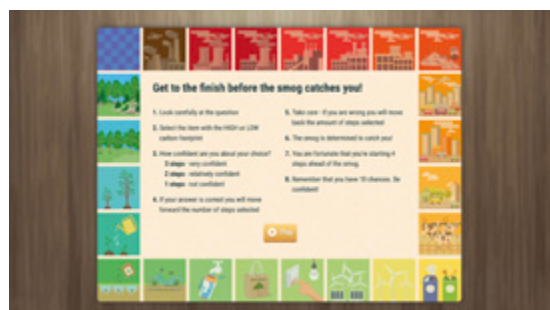 Get to the finish before the smog catches you!
1. Look carefully at the question
2. Select the item with the HIGH or LOW
carbon footprint
3. How confident are you about your choice?
3 steps: very confident
2 steps: relatively confident
1 steps: not confident
4. If your answer is correct you will move
forward the number of steps selected
5. Take care - if you are wrong you will move
back the amount of steps selected
6. The smog is determined to catch you!
7. You are fortunate that you're starting 4
steps ahead of the smog.
8. Remember that you have 10 chances. Be
confident!
Play